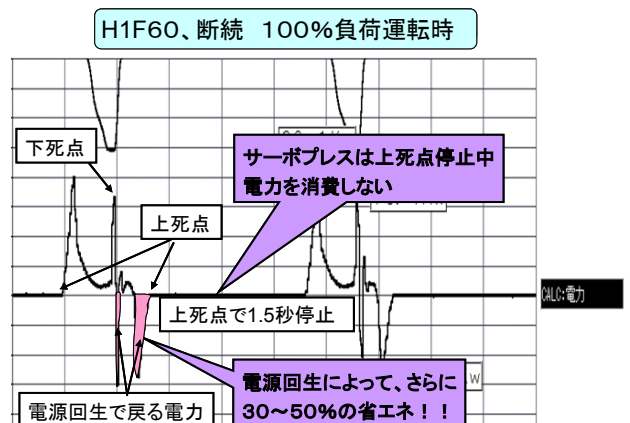 H1F60、断続 100%負荷運転時
下死点
サーボプレスは上死点停止中
電力を消費しない
上死点
CALC:電力
上死点で1.5秒停止
電源回生によって、さらに
30～50%の省エネ！！
電源回生で戻る電力